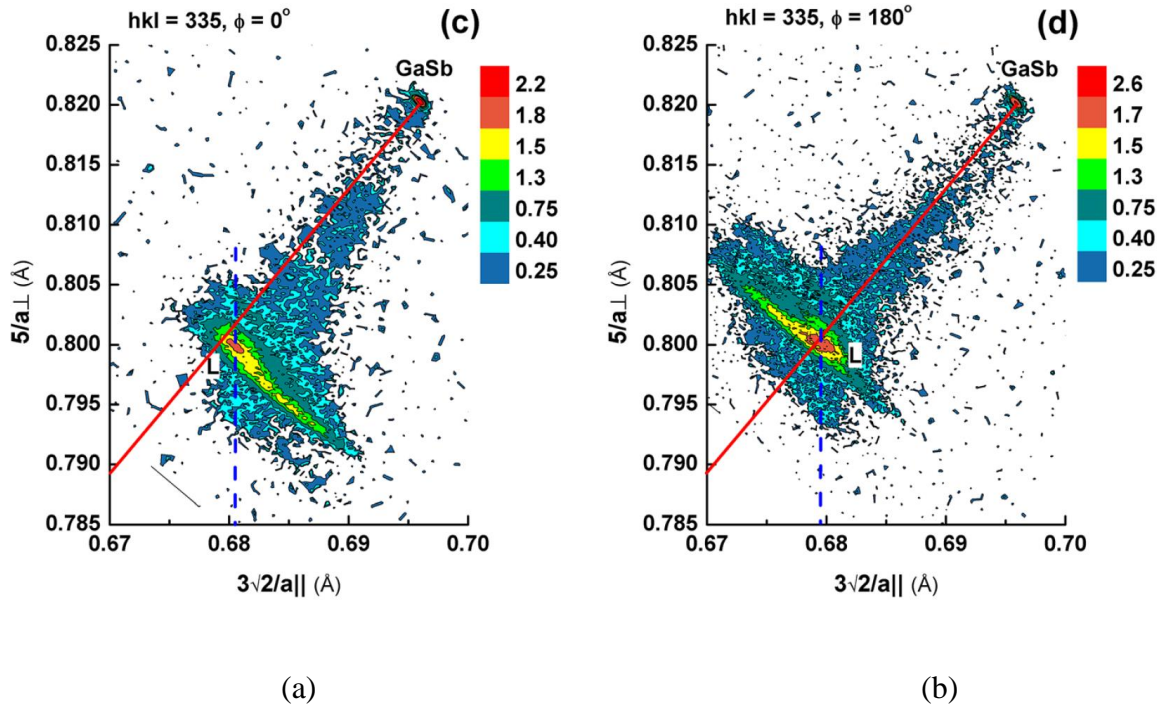 hkl = 335, ϕ = 0°
(c)
GaSb
L
0.825
0.820
0.815
0.810
0.805
0.800
0.795
0.790
0.785
5/a⊥ (Å)
0.67 0.68 0.69 0.70
3√2/a|| (Å)
2.2
1.8
1.5
1.3
0.75
0.40
0.25
(a)
hkl = 335, ϕ = 180°
(d)
GaSb
L
0.825
0.820
0.815
0.810
0.805
0.800
0.795
0.790
0.785
5/a⊥ (Å)
0.67 0.68 0.69 0.70
3√2/a|| (Å)
2.6
1.7
1.5
1.3
0.75
0.40
0.25
(b)